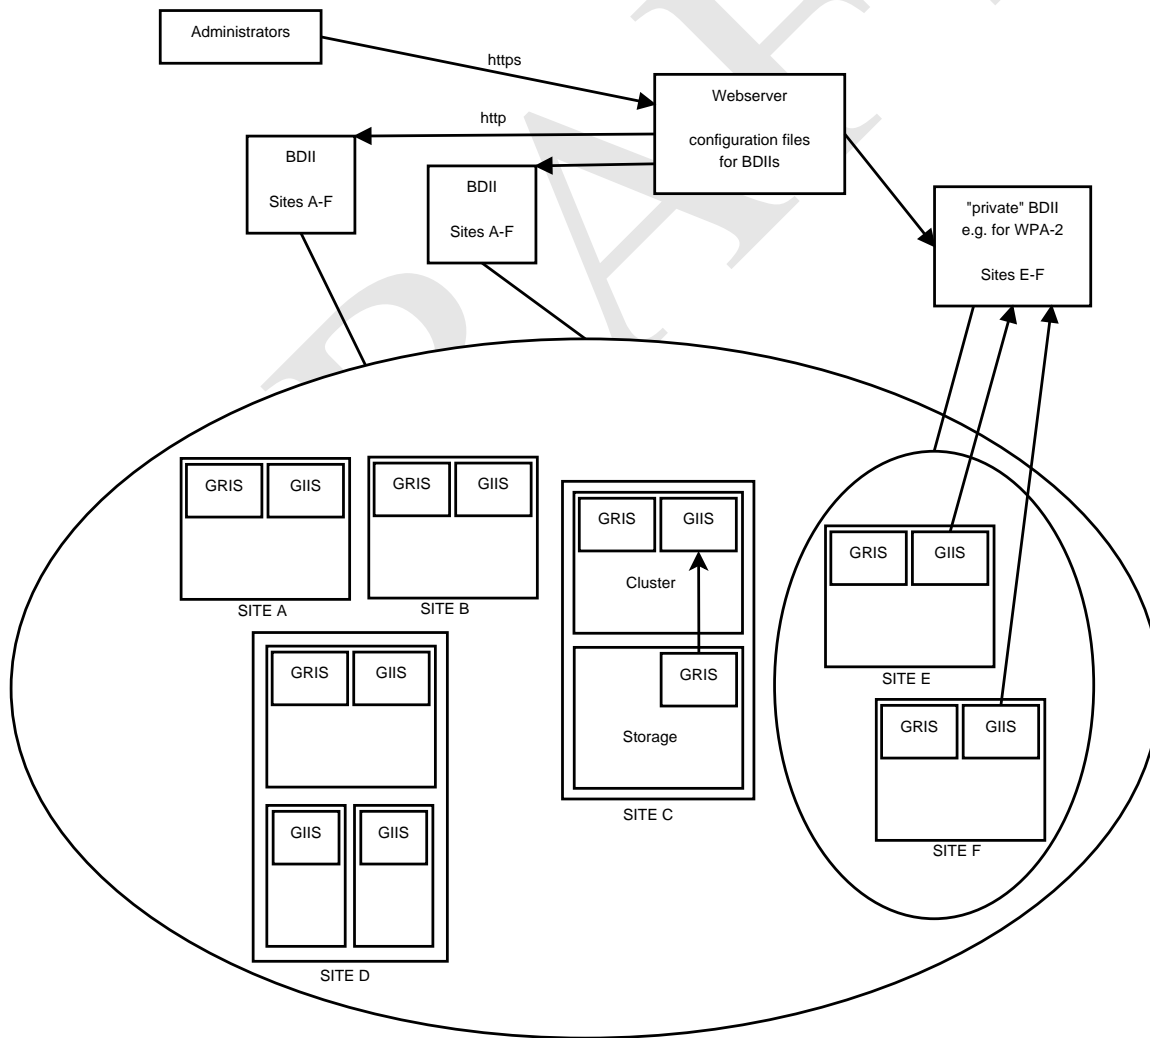 Administrators
https
Webserver
configuration files
for BDIIs
http
BDII
Sites A-F
BDII
Sites A-F
"private" BDII
e.g. for WPA-2
Sites E-F
GRIS
GIIS
SITE A
GRIS
GIIS
SITE B
GRIS
GIIS
Cluster
GRIS
Storage
SITE C
GRIS
GIIS
GIIS
GIIS
SITE D
GRIS
GIIS
SITE E
GRIS
GIIS
SITE F